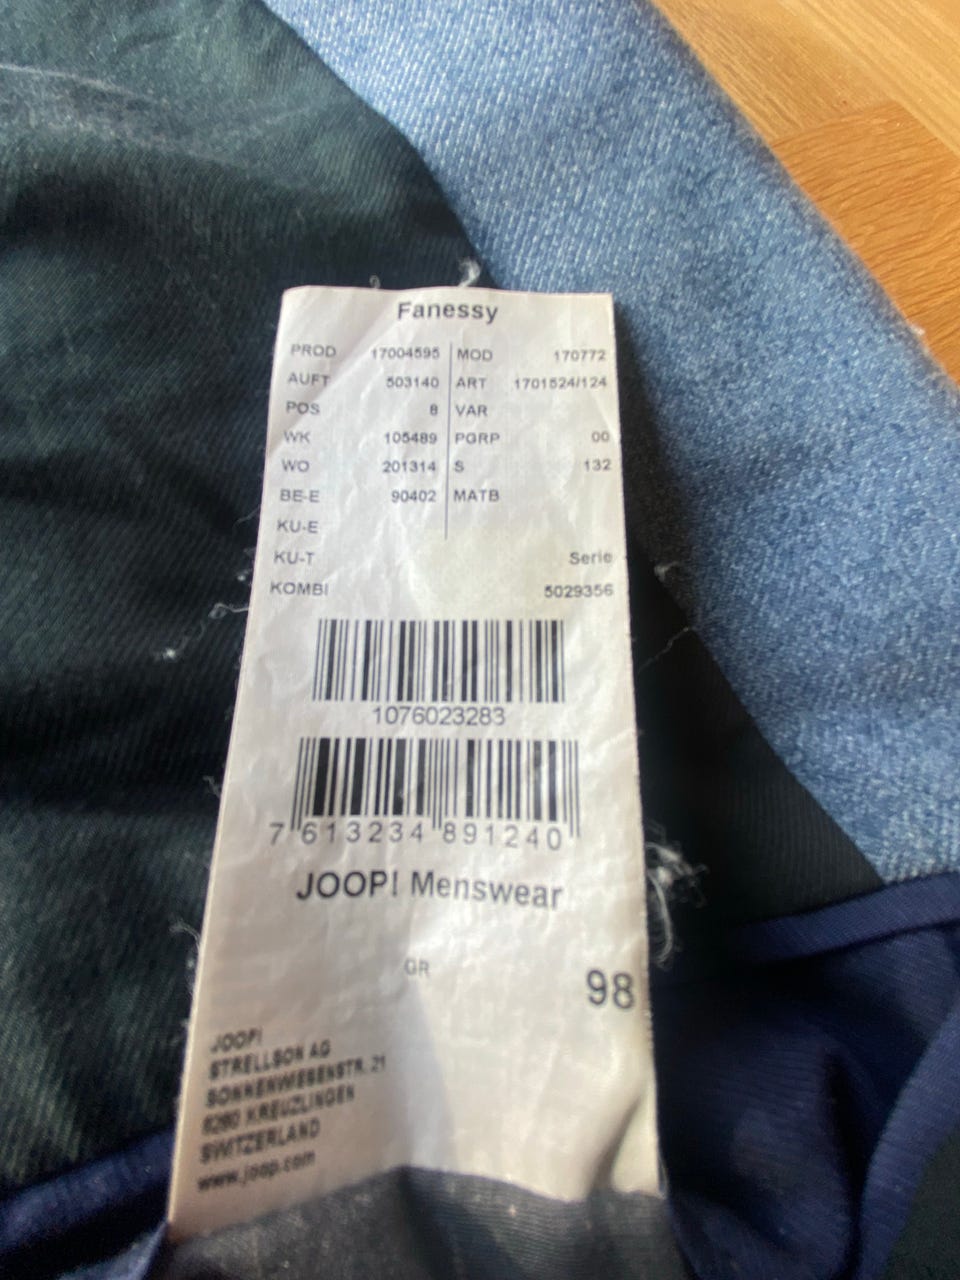 Fanessy
PROD 17004595 MOD 170772
AUFT 503140 ART 1701524/124
POS 8 VAR
WK 105489 PGRP 00
WO 201314 S 132
BE-E 90402 MATB
KU-E
KU-T Serie
KOMBI 5029356
1076023283
7 613234 891240
JOOP! Menswear
GR 98
JOOP!
STRELLSON AG
SONNENWIESENSTR. 21
8280 KREUZLINGEN
SWITZERLAND
www.joop.com